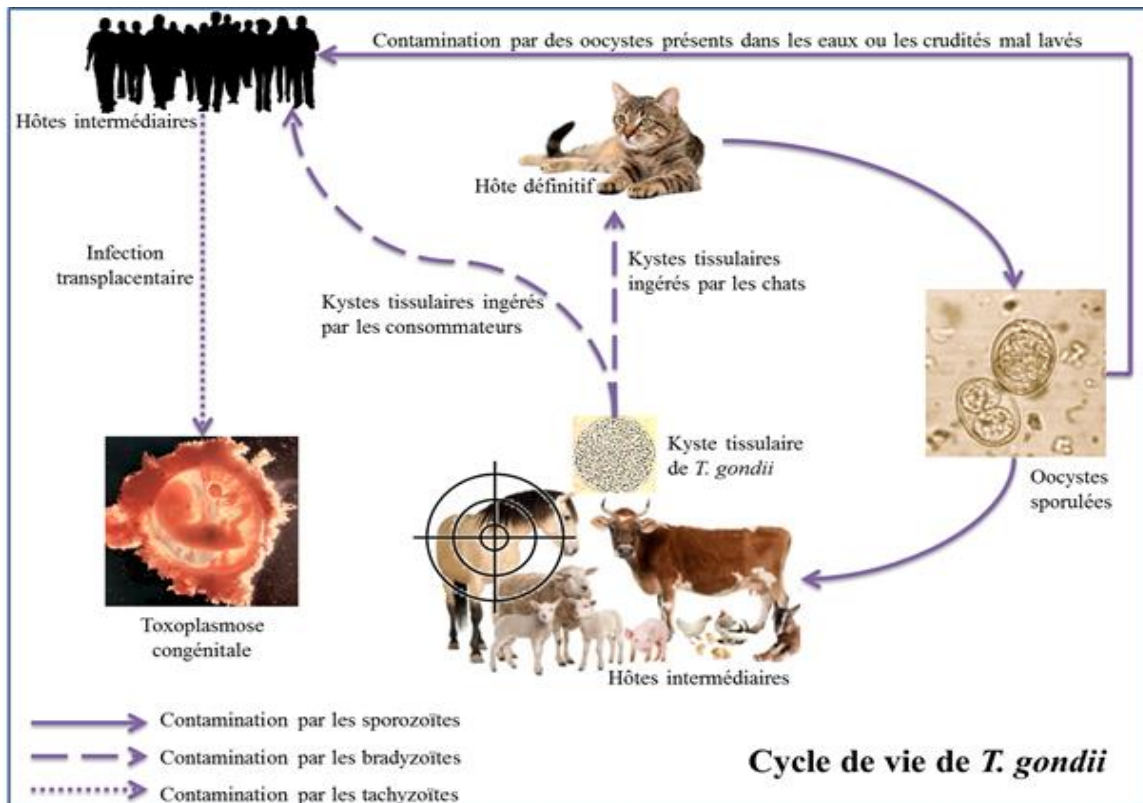 Contamination par des oocystes présents dans les eaux ou les crudités mal lavés
Hôtes intermédiaires
Hôte définitif
Infection
transplacentaire
Kystes tissulaires ingérés
par les consommateurs
Kystes tissulaires
ingérés par les chats
Kyste tissulaire
de T. gondii
Oocystes
sporulées
Toxoplasmose
congénitale
Hôtes intermédiaires
Contamination par les sporozoïtes
Contamination par les bradyzoïtes
Contamination par les tachyzoïtes
Cycle de vie de T. gondii